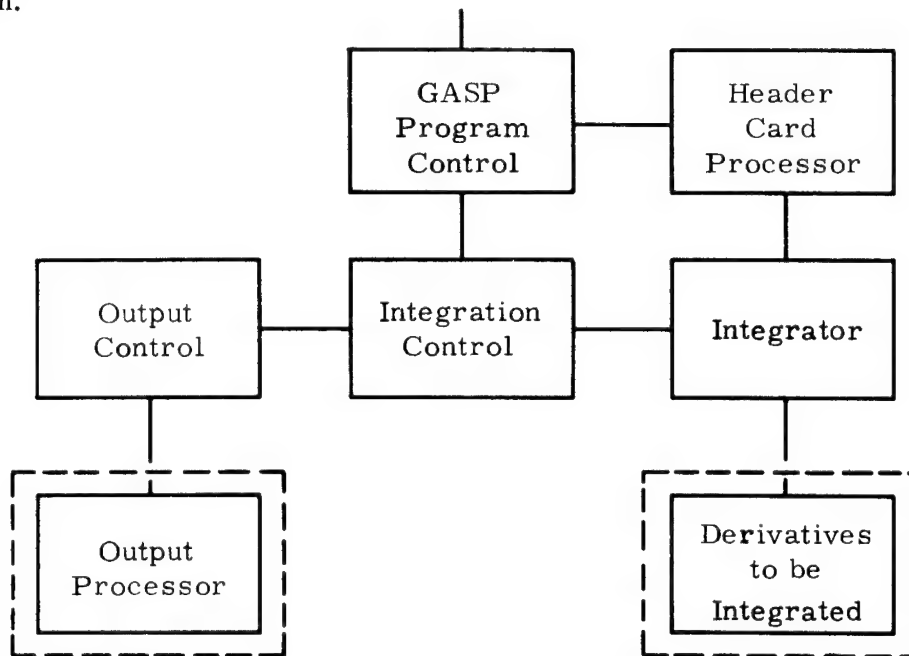 n.
GASP
Program
Control
Header
Card
Processor
Output
Control
Integration
Control
Integrator
Output
Processor
Derivatives
to be
Integrated